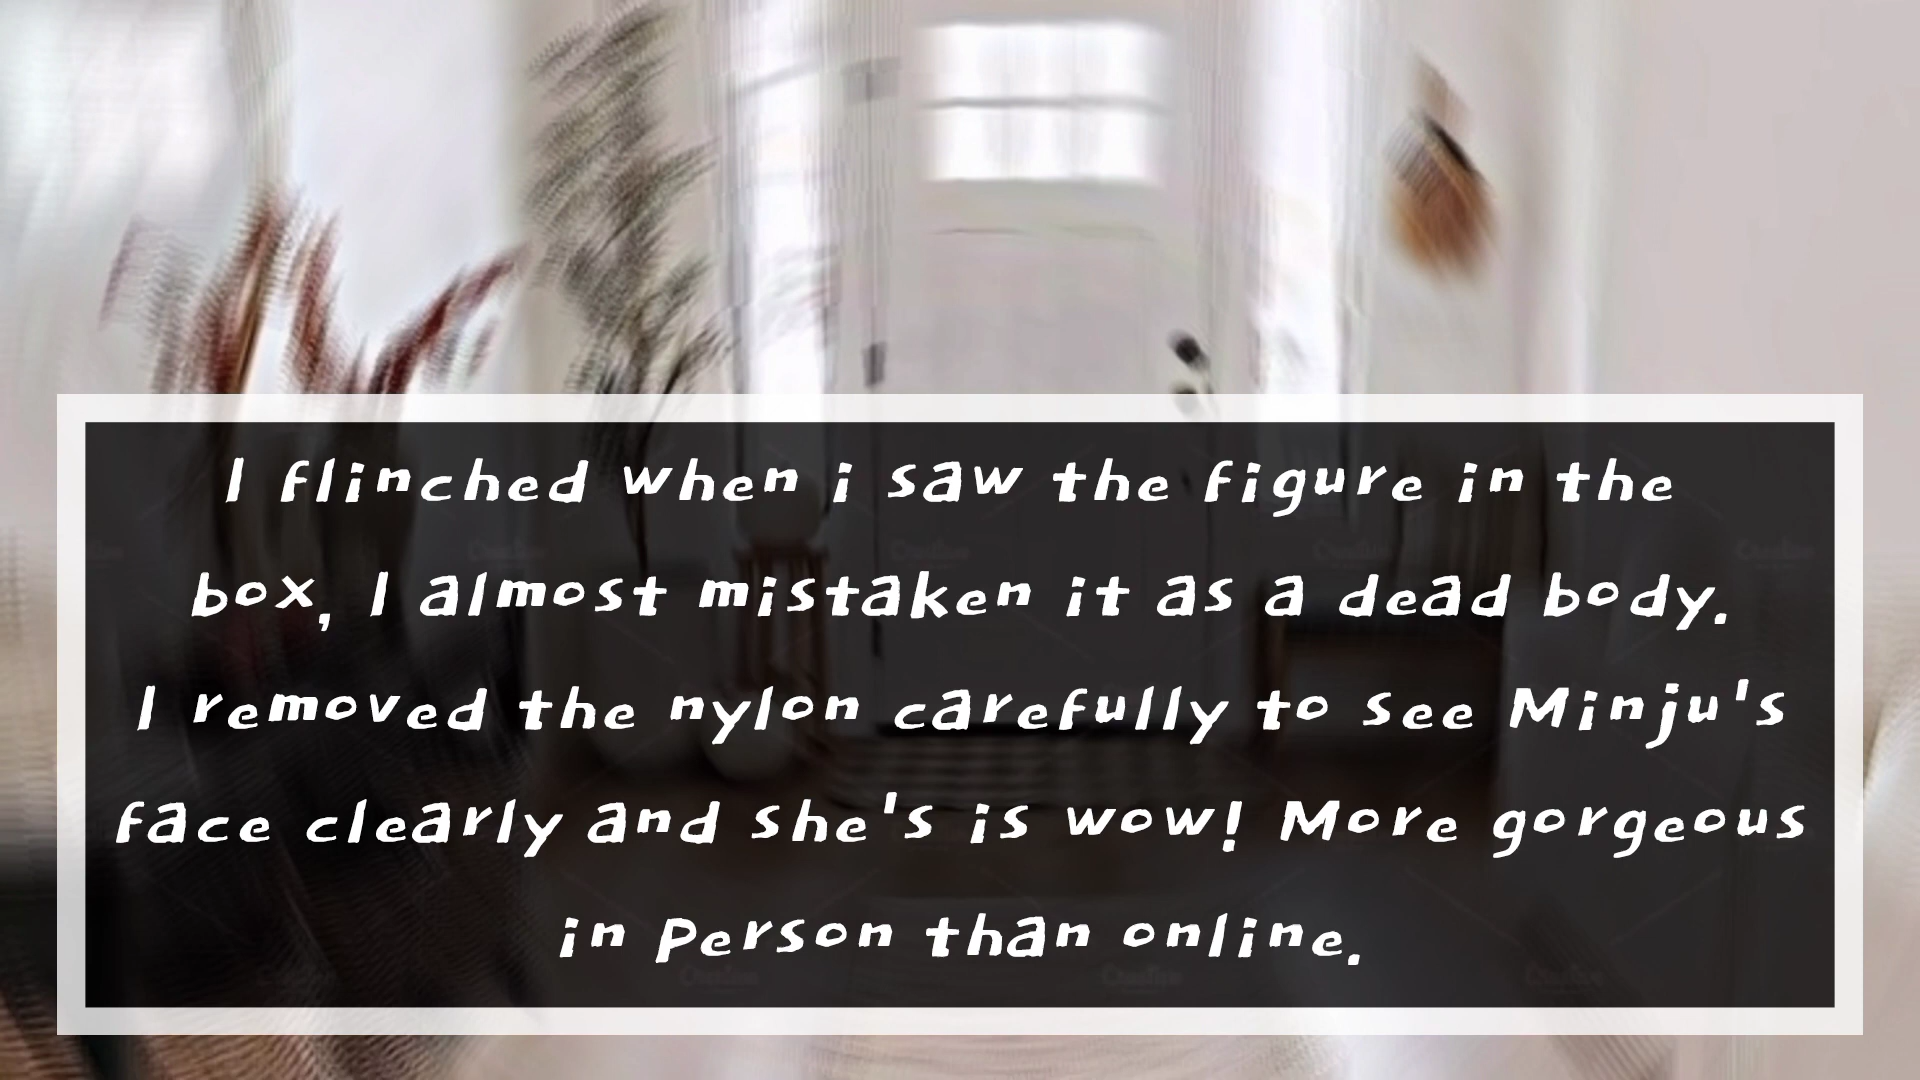 I flinched when i saw the figure in the
box, I almost mistaken it as a dead body.
I removed the nylon carefully to see Minju's
face clearly and she's is wow! More gorgeous
in person than online.